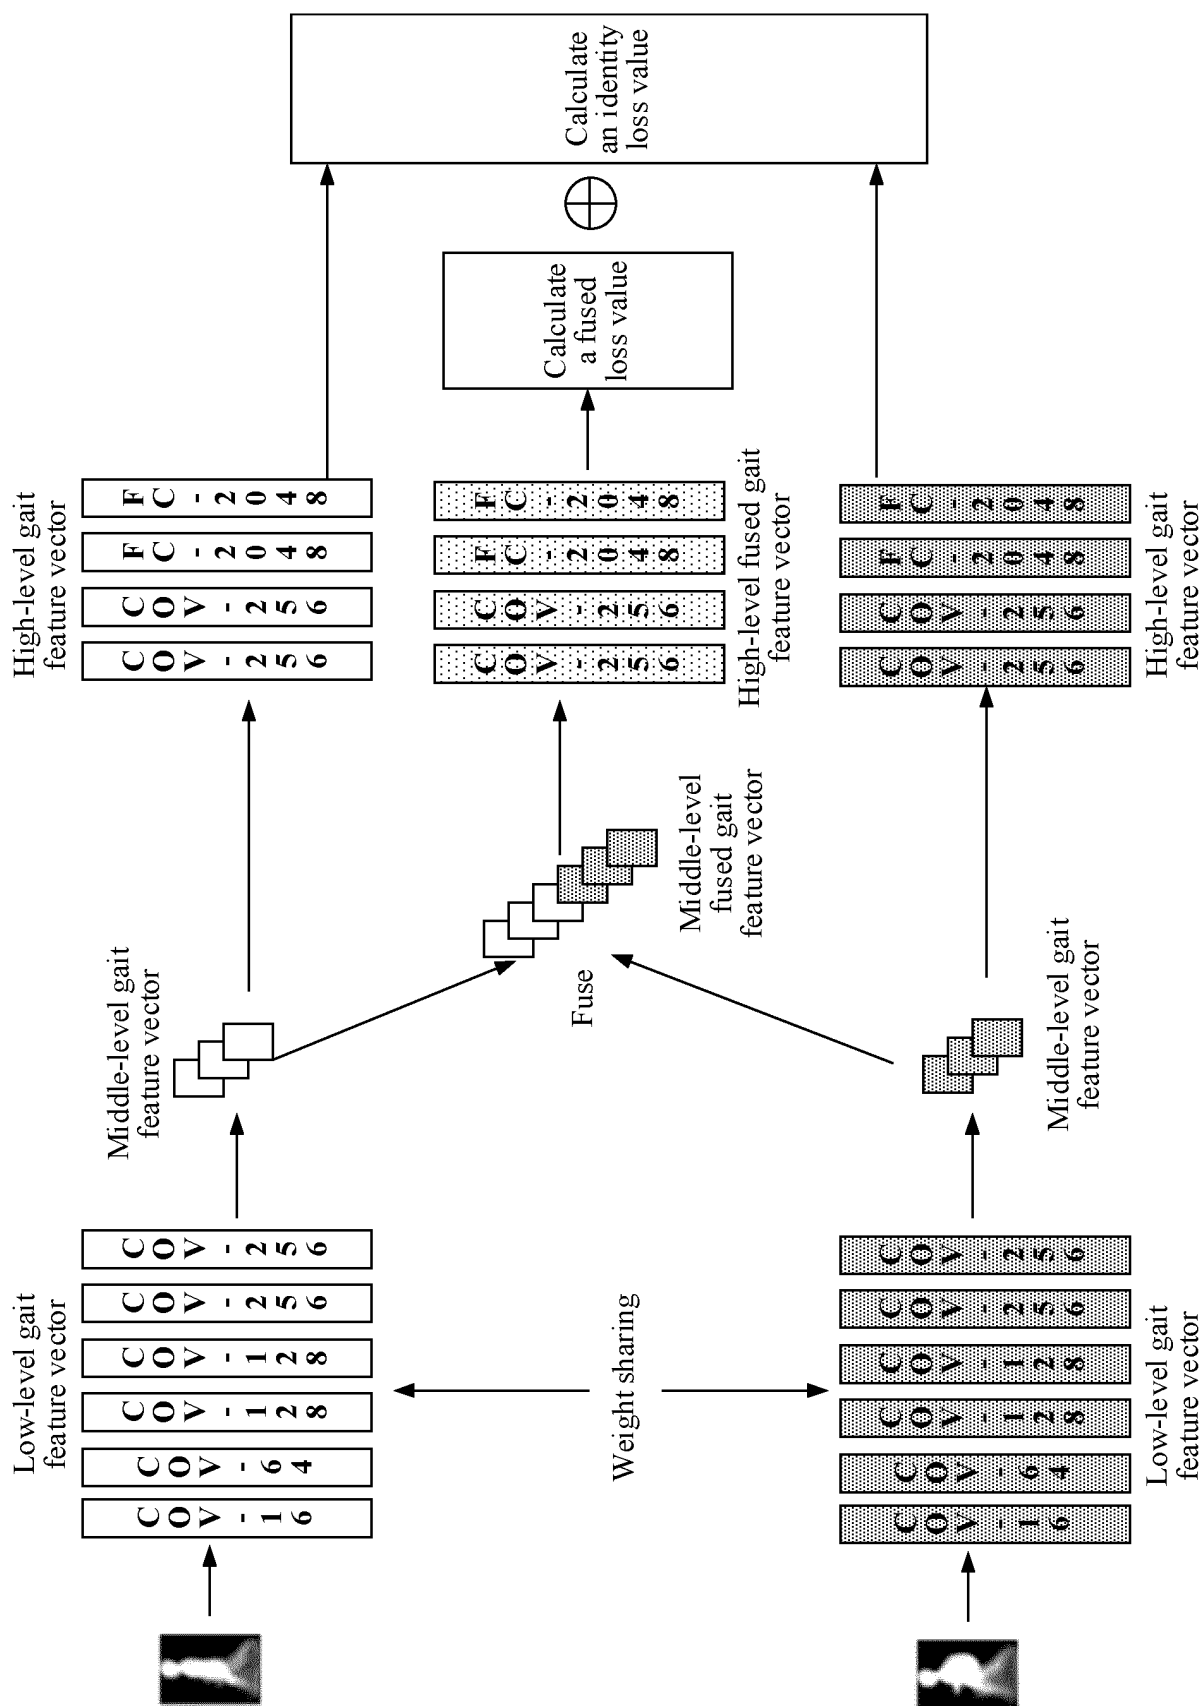 Low-level gait
feature vector
COV-16
COV-64
COV-128
COV-128
COV-256
COV-256
Middle-level gait
feature vector
High-level gait
feature vector
COV-256
COV-256
FC-2048
FC-2048
Weight sharing
Fuse
Middle-level
fused gait
feature vector
COV-256
COV-256
FC-2048
FC-2048
High-level fused gait
feature vector
Calculate
a fused
loss value
Calculate
an identity
loss value
COV-16
COV-64
COV-128
COV-128
COV-256
COV-256
Low-level gait
feature vector
Middle-level gait
feature vector
COV-256
COV-256
FC-2048
FC-2048
High-level gait
feature vector